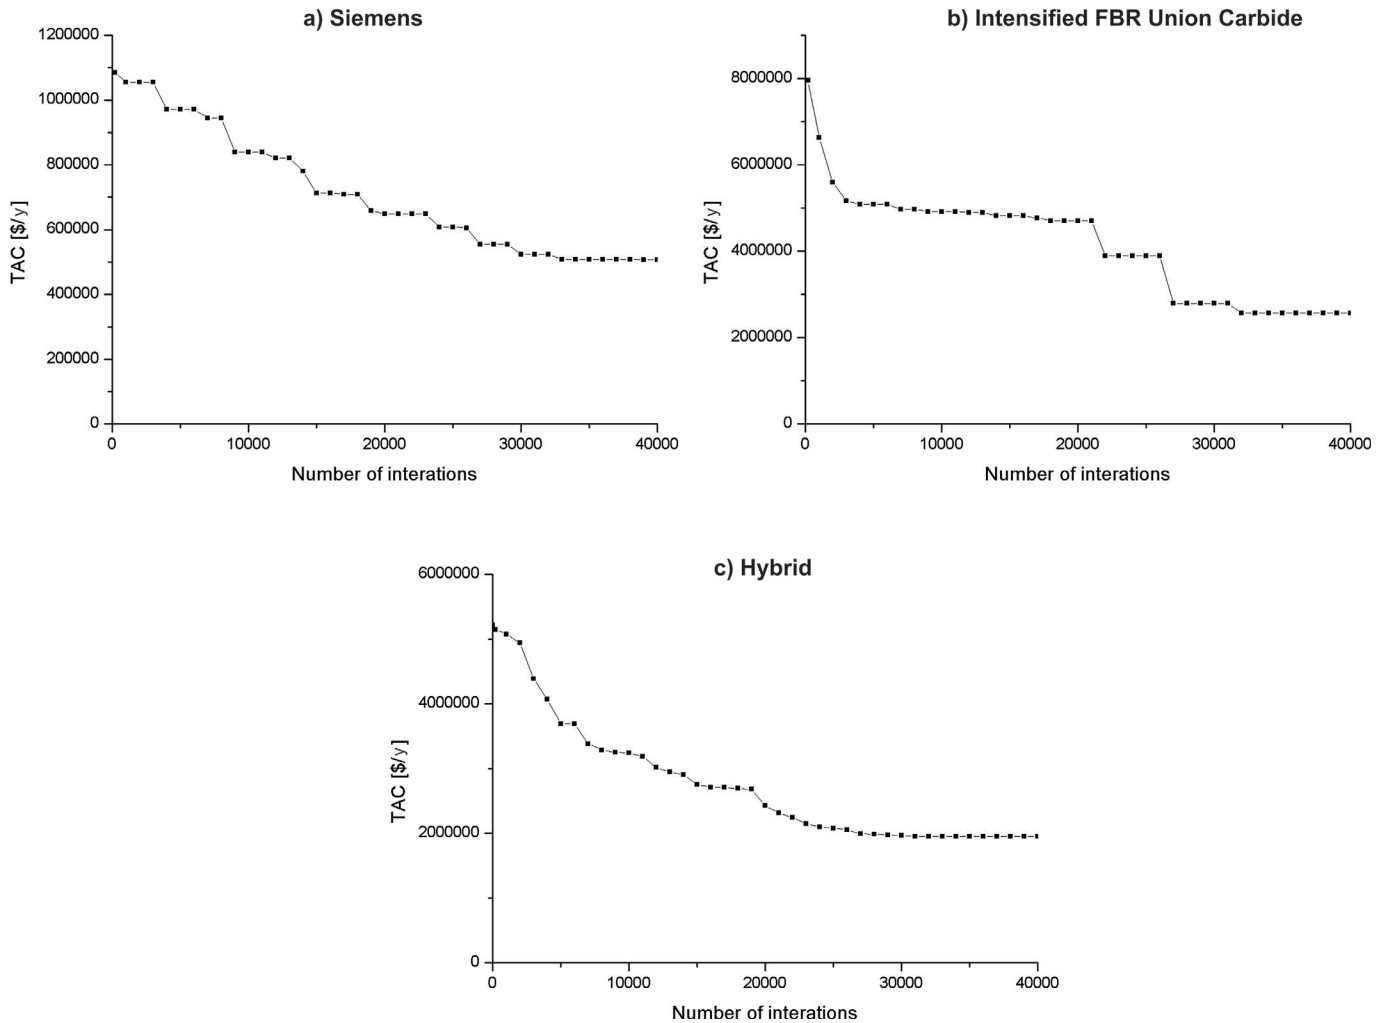 a) Siemens
1200000
1000000
800000
600000
400000
200000
0
TAC [$/y]
0 10000 20000 30000 40000
Number of interations
b) Intensified FBR Union Carbide
8000000
6000000
4000000
2000000
0
TAC [$/y]
0 10000 20000 30000 40000
Number of interations
c) Hybrid
6000000
4000000
2000000
0
TAC [$/y]
0 10000 20000 30000 40000
Number of interations